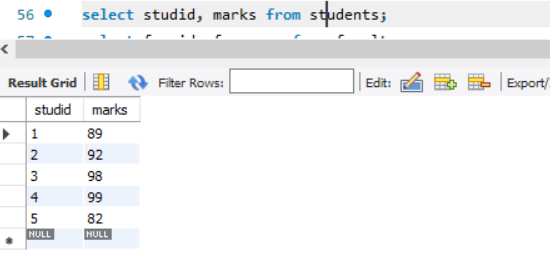 56 select studid, marks from students;
Result Grid Filter Rows: Edit: Export/
studid marks
1 89
2 92
3 98
4 99
5 82
NULL NULL